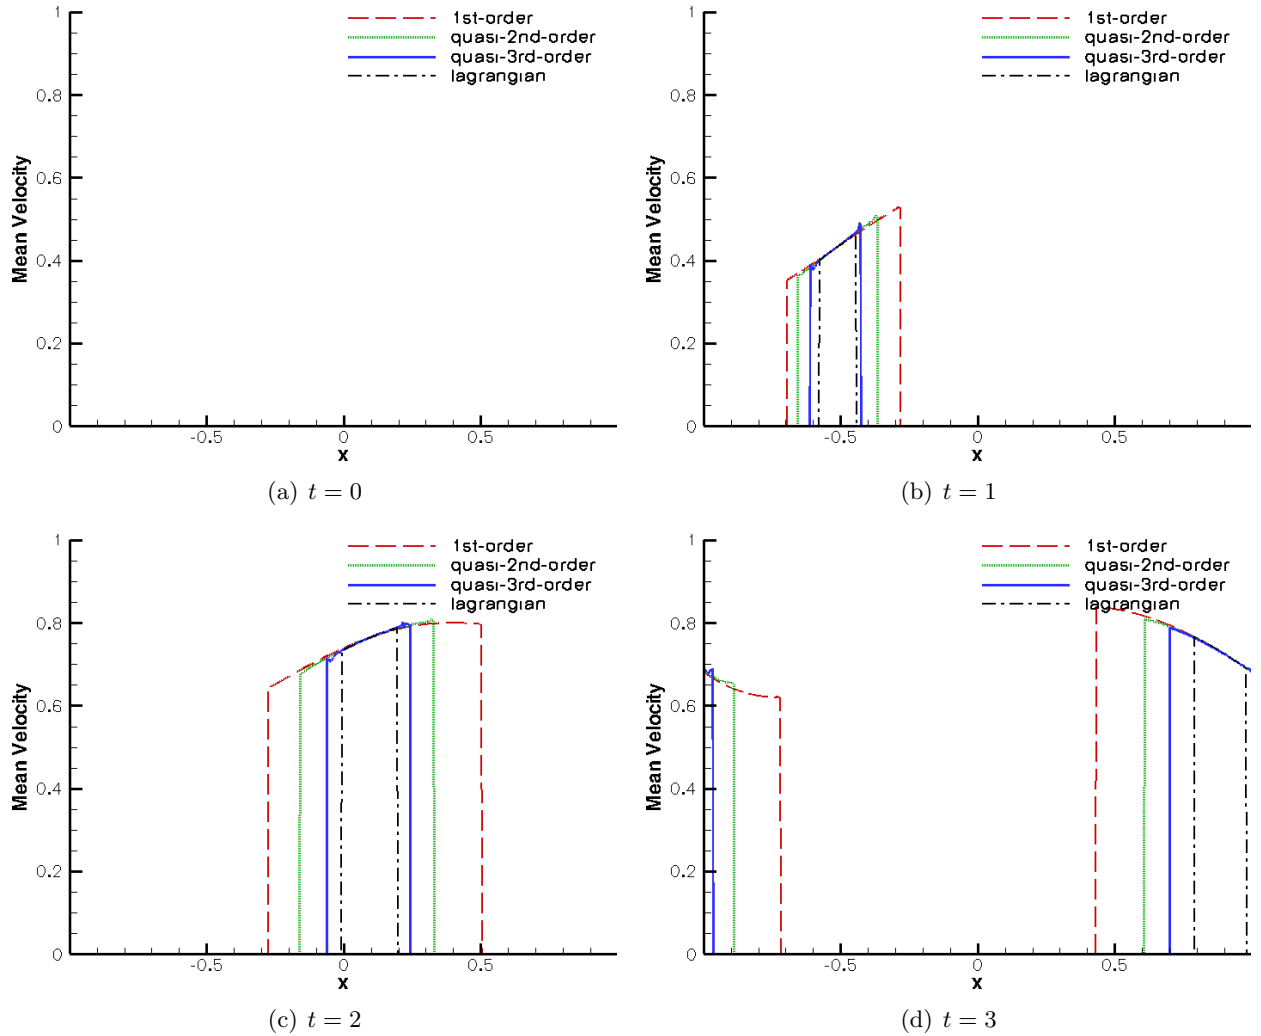 1st-order
quasi-2nd-order
quasi-3rd-order
lagrangian
Mean Velocity
1
0.8
0.6
0.4
0.2
0
-0.5 0 0.5
x
(a) t = 0
1st-order
quasi-2nd-order
quasi-3rd-order
lagrangian
Mean Velocity
1
0.8
0.6
0.4
0.2
0
-0.5 0 0.5
x
(b) t = 1
1st-order
quasi-2nd-order
quasi-3rd-order
lagrangian
Mean Velocity
1
0.8
0.6
0.4
0.2
0
-0.5 0 0.5
x
(c) t = 2
1st-order
quasi-2nd-order
quasi-3rd-order
lagrangian
Mean Velocity
1
0.8
0.6
0.4
0.2
0
-0.5 0 0.5
x
(d) t = 3